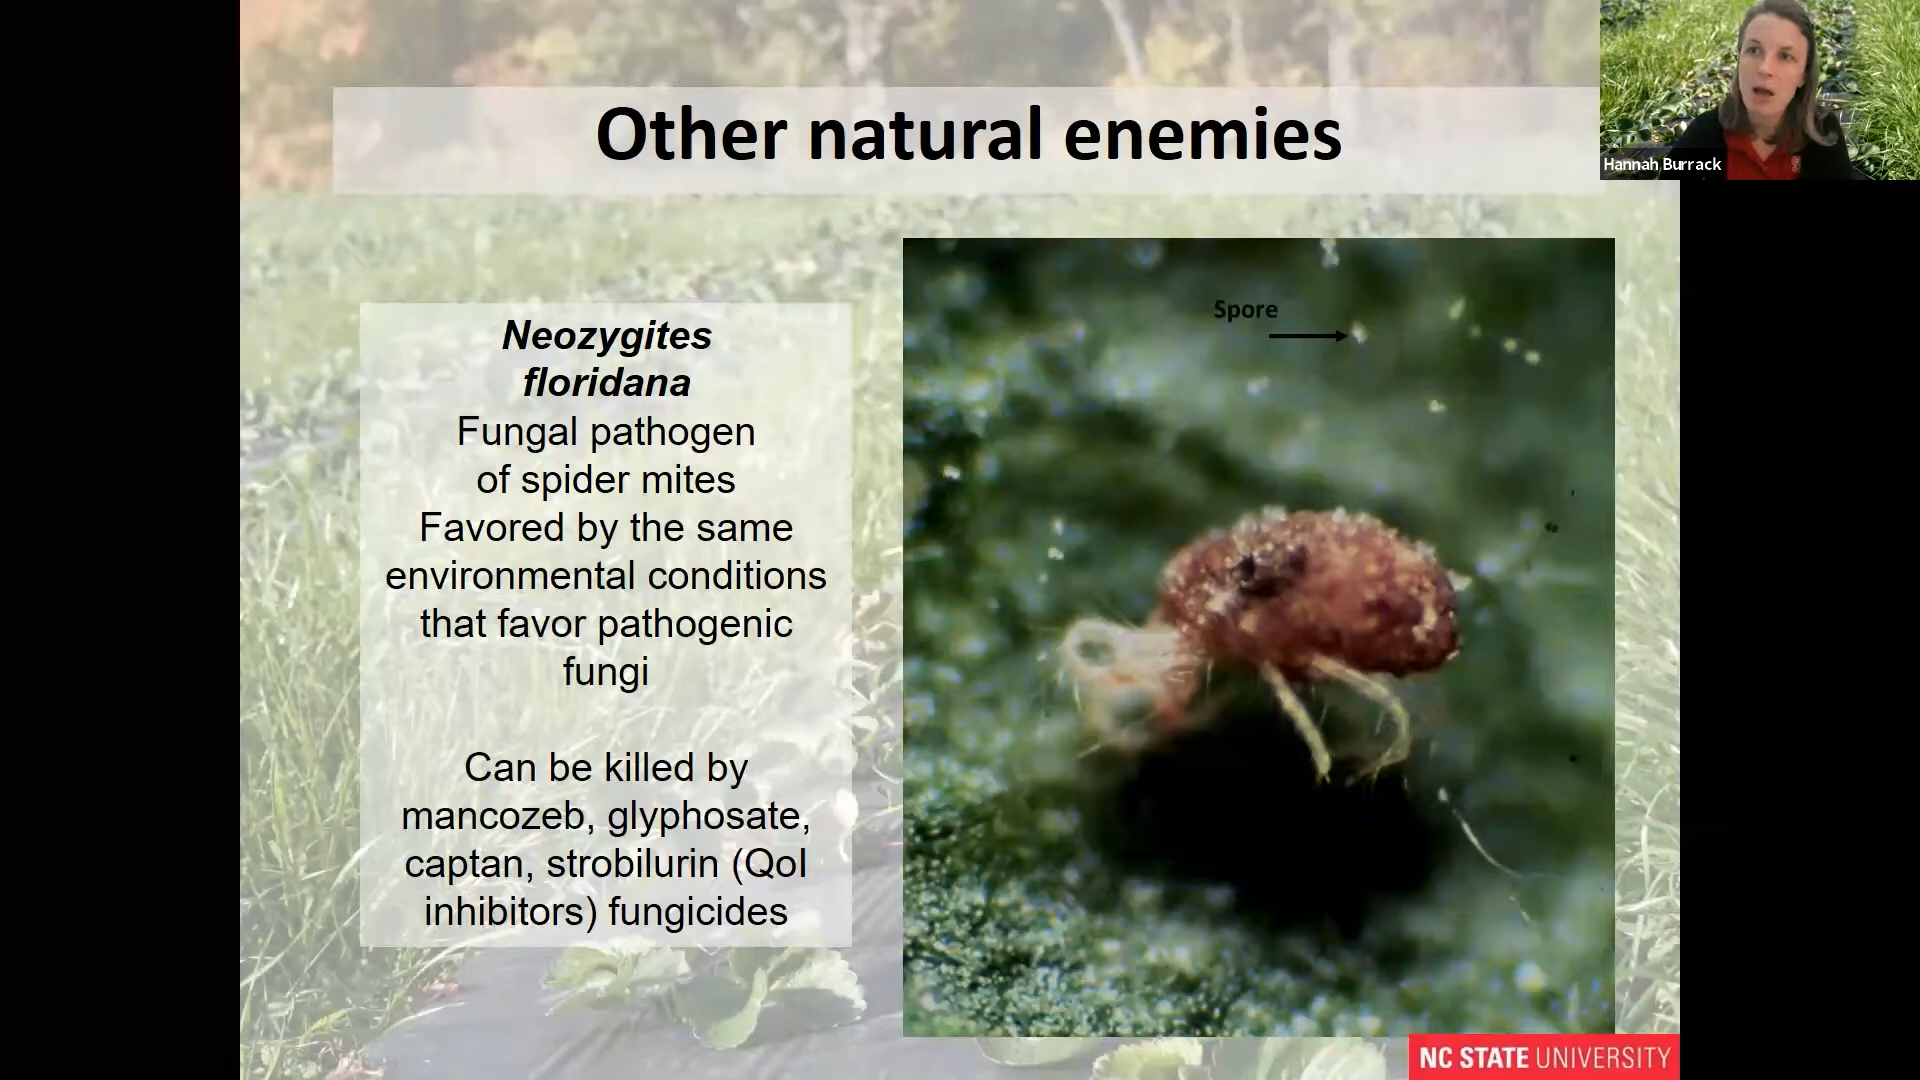 Other natural enemies
Hannah Burrack
Neozygites
floridana
Fungal pathogen
of spider mites
Favored by the same
environmental conditions
that favor pathogenic
fungi
Can be killed by
mancozeb, glyphosate,
captan, strobilurin (QoI
inhibitors) fungicides
Spore
NC STATE UNIVERSITY